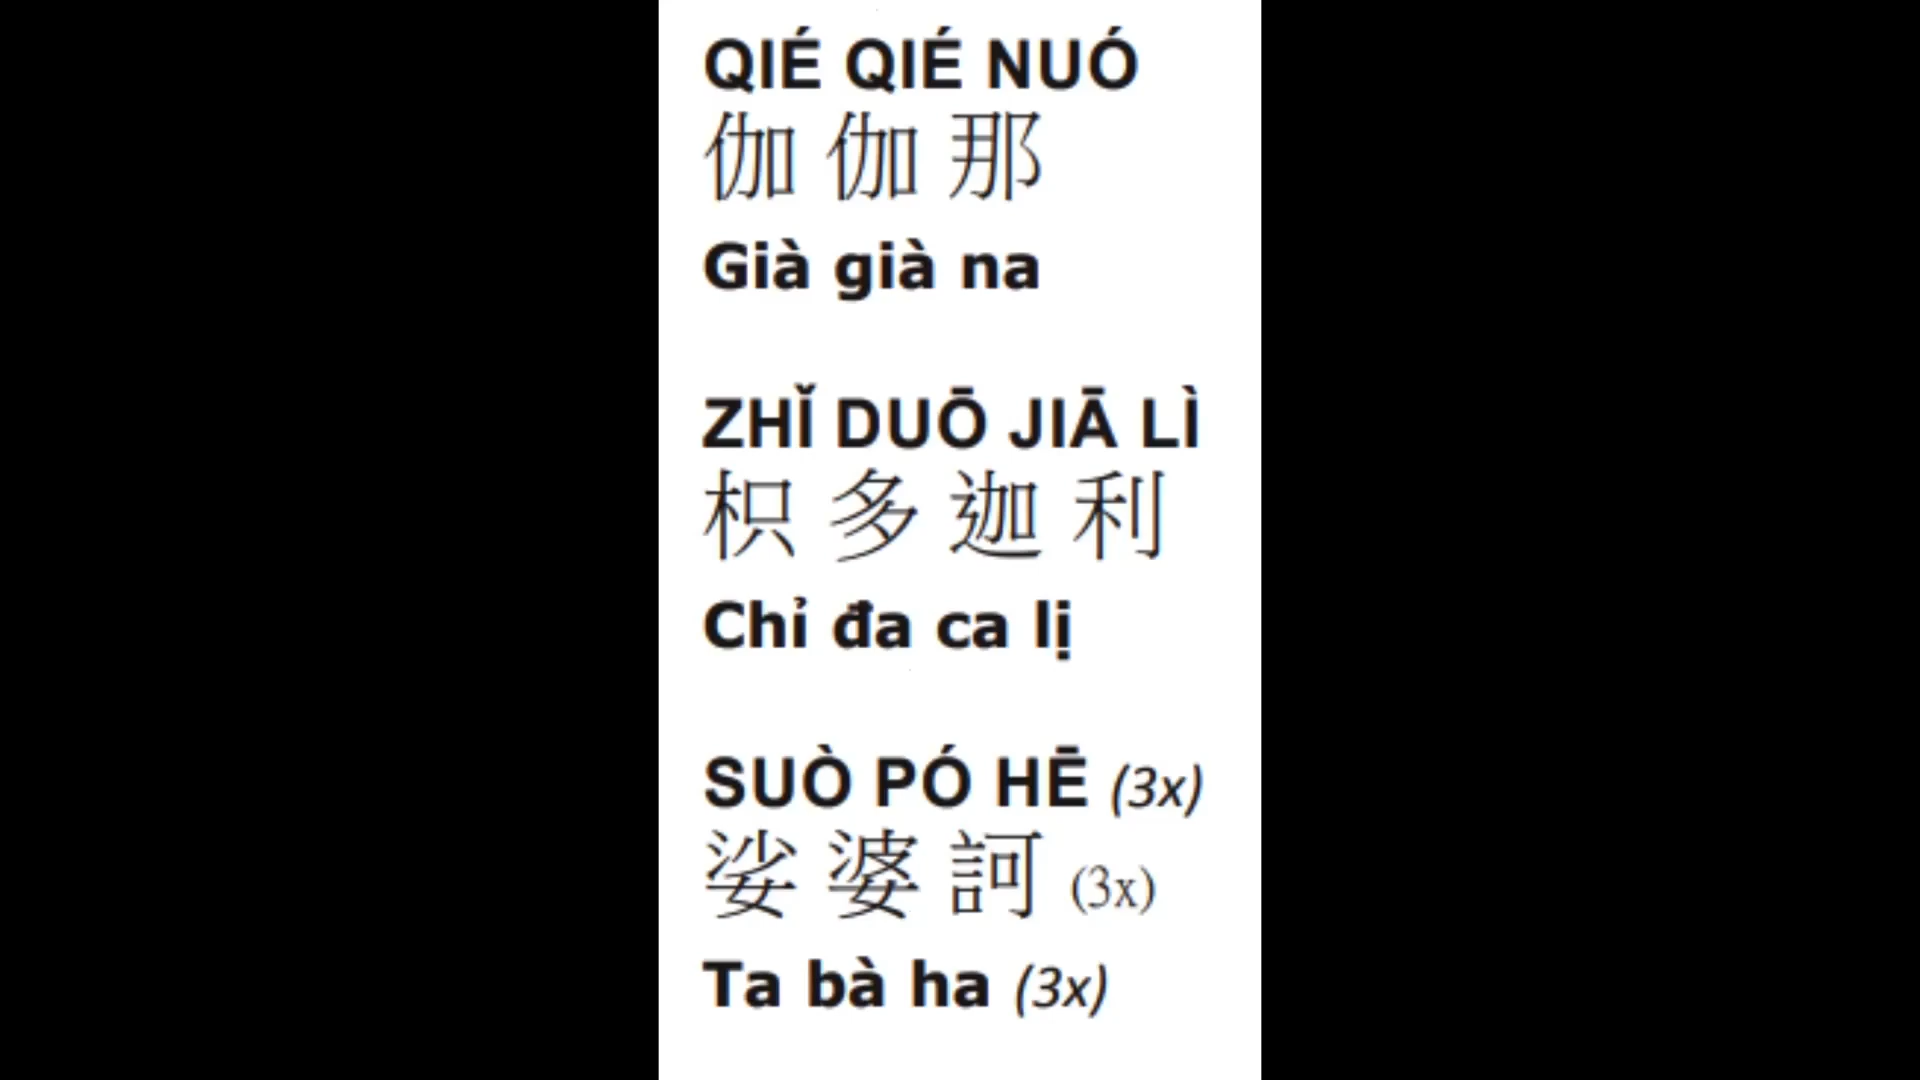 QIÉ QIÉ NUÓ
伽 伽 那
Già già na
ZHǏ DUŌ JIĀ LÌ
枳 多 迦 利
Chỉ đa ca lị
SUÒ PÓ HĒ (3x)
娑 婆 訶 (3x)
Ta bà ha (3x)